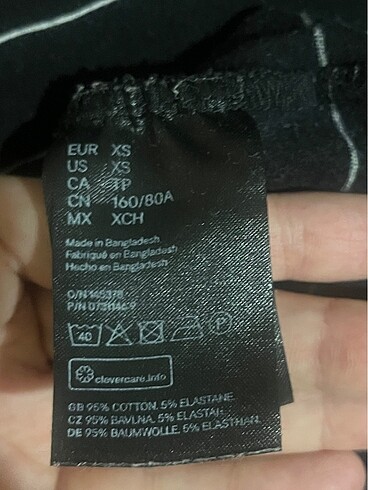 EUR XS
US XS
CA TP
CN 160/80A
MX XCH
Made in Bangladesh
Fabriqué en Bangladesh
Hecho en Bangladesh
O/N 145378
P/N
40
P
clevercare.info
GB 95% COTTON. 5% ELASTANE.
CZ 95% BAVLNA. 5% ELASTAN.
DE 95% BAUMWOLLE. 5% ELASTHAN.